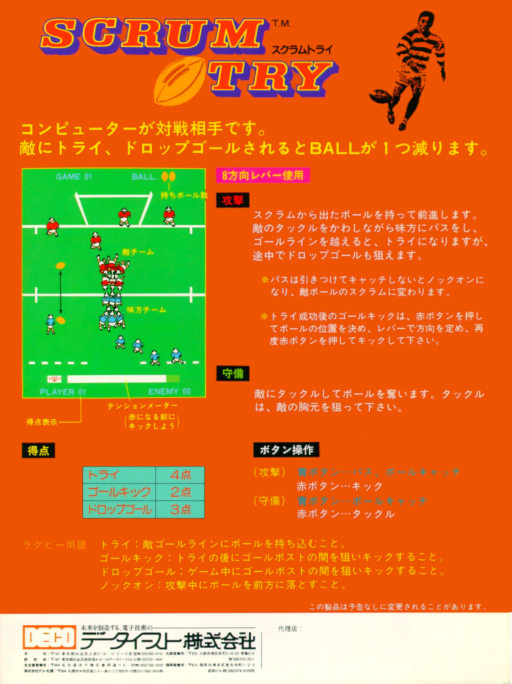 SCRUM T.M.
スクラムトライ
TRY
コンピューターが対戦相手です。
敵にトライ、ドロップゴールされるとBALLが1つ減ります。
GAME 01 BALL
持ちボール数
敵チーム
味方チーム
PLAYER 01 ENEMY 00
得点表示
テンションメーター
(赤になる前に
キックしよう)
8方向レバー使用
攻撃
スクラムから出たボールを持って前進します。
敵のタックルをかわしながら味方にパスをし、
ゴールラインを越えると、トライになりますが、
途中でドロップゴールも狙えます。
※パスは引きつけてキャッチしないとノックオンに
なり、敵ボールのスクラムに変わります。
※トライ成功後のゴールキックは、赤ボタンを押し
てボールの位置を決め、レバーで方向を定め、再
度赤ボタンを押してキックして下さい。
守備
敵にタックルしてボールを奪います。タックル
は、敵の胸元を狙って下さい。
得点
トライ 4点
ゴールキック 2点
ドロップゴール 3点
ボタン操作
(攻撃) 青ボタン…パス、
赤ボタン…キック
(守備) 青ボタン…
赤ボタン…タックル
ラグビー用語 トライ：敵ゴールラインにボールを持ち込むこと。
ゴールキック：トライの後にゴールポストの間を狙いキックすること。
ドロップゴール：ゲーム中にゴールポストの間を狙いキックすること。
ノックオン：攻撃中にボールを前方に落とすこと。
この製品は予告なしに変更されることがあります。
未来を創造する、電子技術の
DECO データイースト株式会社
代理店：